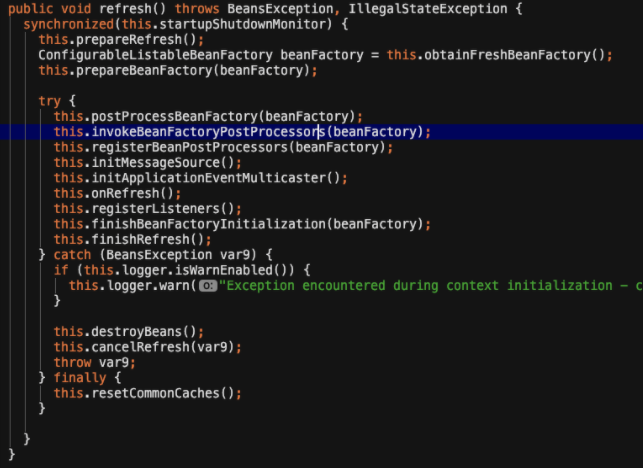 public void refresh() throws BeansException, IllegalStateException {
synchronized(this.startupShutdownMonitor) {
this.prepareRefresh();
ConfigurableListableBeanFactory beanFactory = this.obtainFreshBeanFactory();
this.prepareBeanFactory(beanFactory);
try {
this.postProcessBeanFactory(beanFactory);
this.invokeBeanFactoryPostProcessors(beanFactory);
this.registerBeanPostProcessors(beanFactory);
this.initMessageSource();
this.initApplicationEventMulticaster();
this.onRefresh();
this.registerListeners();
this.finishBeanFactoryInitialization(beanFactory);
this.finishRefresh();
} catch (BeansException var9) {
if (this.logger.isWarnEnabled()) {
this.logger.warn( o: "Exception encountered during context initialization - c
}
this.destroyBeans();
this.cancelRefresh(var9);
throw var9;
} finally {
this.resetCommonCaches();
}
}
}